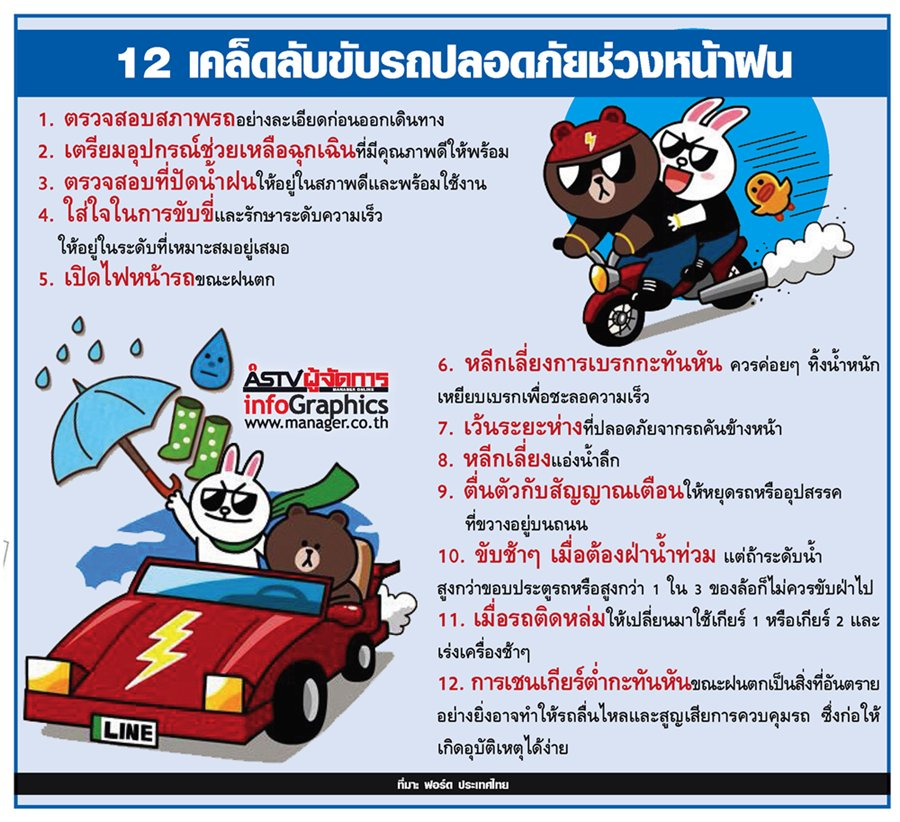 12 เคล็ดลับขับรถปลอดภัยช่วงหน้าฝน
1. ตรวจสอบสภาพรถอย่างละเอียดก่อนออกเดินทาง
2. เตรียมอุปกรณ์ช่วยเหลือฉุกเฉินที่มีคุณภาพดีให้พร้อม
3. ตรวจสอบที่ปัดน้ำฝนให้อยู่ในสภาพดีและพร้อมใช้งาน
4. ใส่ใจในการขับขี่และรักษาระดับความเร็ว
ให้อยู่ในระดับที่เหมาะสมอยู่เสมอ
5. เปิดไฟหน้ารถขณะฝนตก
ASTVผู้จัดการ
MANAGER ONLINE
infoGraphics
www.manager.co.th
6. หลีกเลี่ยงการเบรกกะทันหัน ควรค่อยๆ ทิ้งน้ำหนัก
เหยียบเบรกเพื่อชะลอความเร็ว
7. เว้นระยะห่างที่ปลอดภัยจากรถคันข้างหน้า
8. หลีกเลี่ยงแอ่งน้ำลึก
9. ตื่นตัวกับสัญญาณเตือนให้หยุดรถหรืออุปสรรค
ที่ขวางอยู่บนถนน
10. ขับช้าๆ เมื่อต้องฝ่าน้ำท่วม แต่ถ้าระดับน้ำ
สูงกว่าขอบประตูรถหรือสูงกว่า 1 ใน 3 ของล้อก็ไม่ควรขับฝ่าไป
11. เมื่อรถติดหล่มให้เปลี่ยนมาใช้เกียร์ 1 หรือเกียร์ 2 และ
เร่งเครื่องช้าๆ
12. การเชนเกียร์ต่ำกะทันหันขณะฝนตกเป็นสิ่งที่อันตราย
อย่างยิ่งอาจทำให้รถลื่นไหลและสูญเสียการควบคุมรถ ซึ่งก่อให้
เกิดอุบัติเหตุได้ง่าย
LINE
ที่มา: ฟอร์ด ประเทศไทย